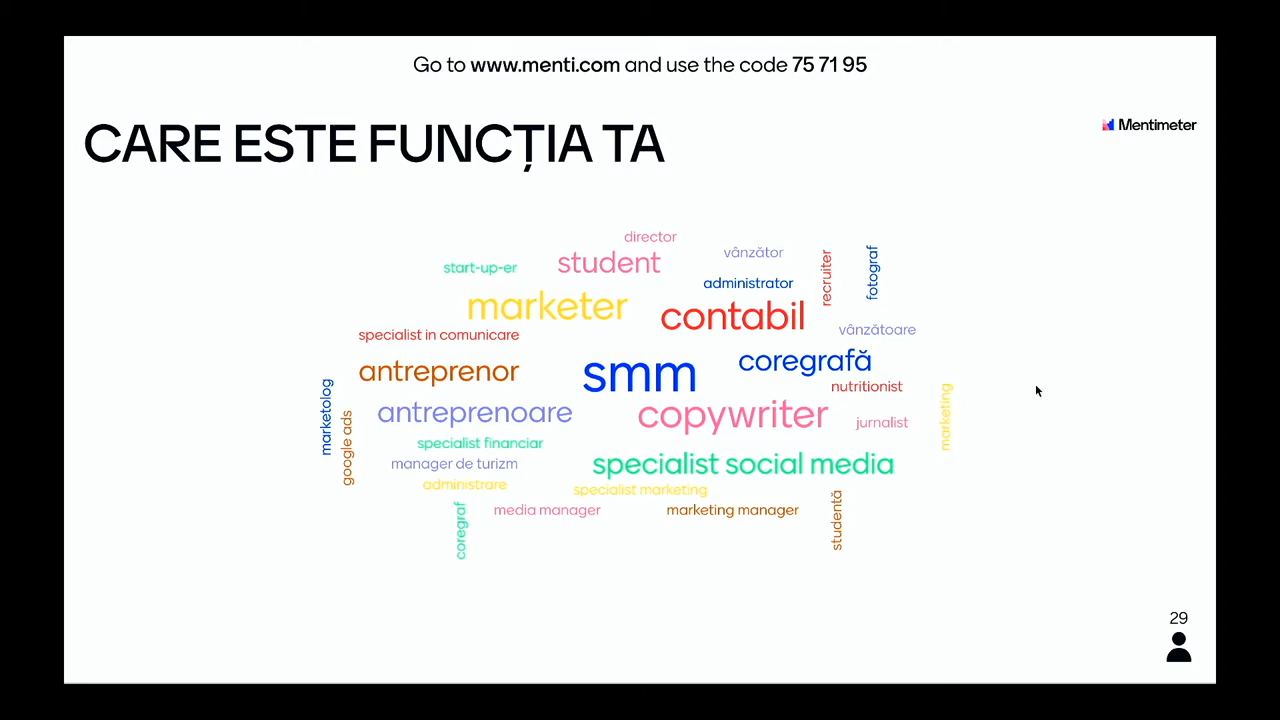 Go to www.menti.com and use the code 75 71 95
CARE ESTE FUNCȚIA TA
Mentimeter
director
vânzător
student
start-up-er
administrator
recruiter
fotograf
marketer
contabil
specialist in comunicare
vânzătoare
coregrafă
antreprenor
smm
nutritionist
marketolog
google ads
antreprenoare
copywriter
jurnalist
marketing
specialist financiar
manager de turizm
specialist social media
administrare
specialist marketing
coregraf
media manager
marketing manager
studentă
29